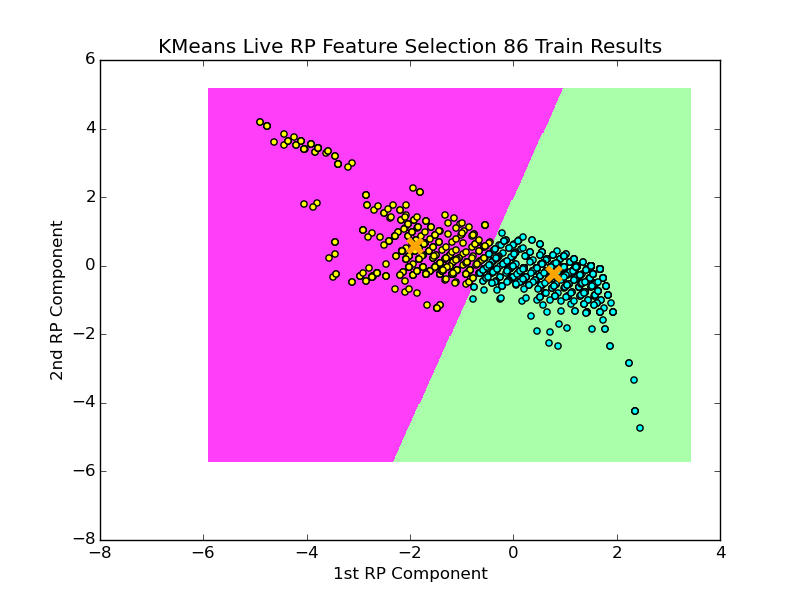 KMeans Live RP Feature Selection 86 Train Results
6
4
2
0
−2
−4
−6
−8
2nd RP Component
−8 −6 −4 −2 0 2 4
1st RP Component